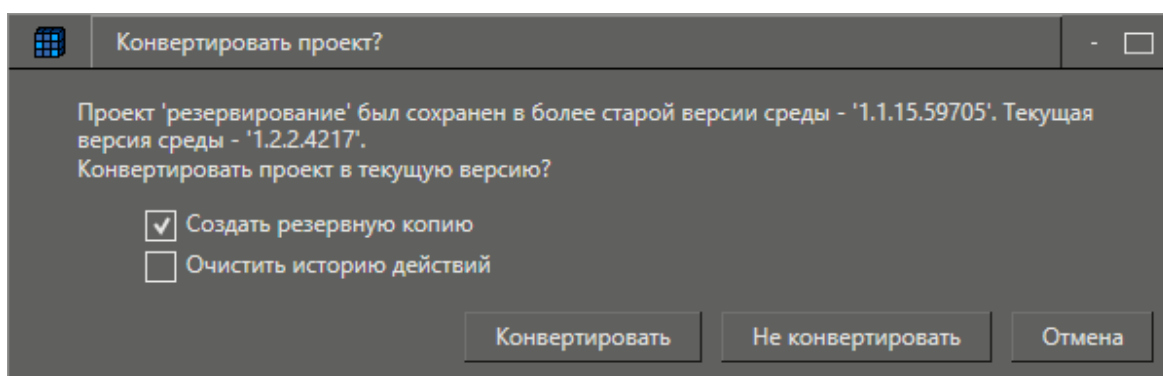 Конвертировать проект?
Проект 'резервирование' был сохранен в более старой версии среды - '1.1.15.59705'. Текущая
версия среды - '1.2.2.4217'.
Конвертировать проект в текущую версию?
Создать резервную копию
Очистить историю действий
Конвертировать Не конвертировать Отмена